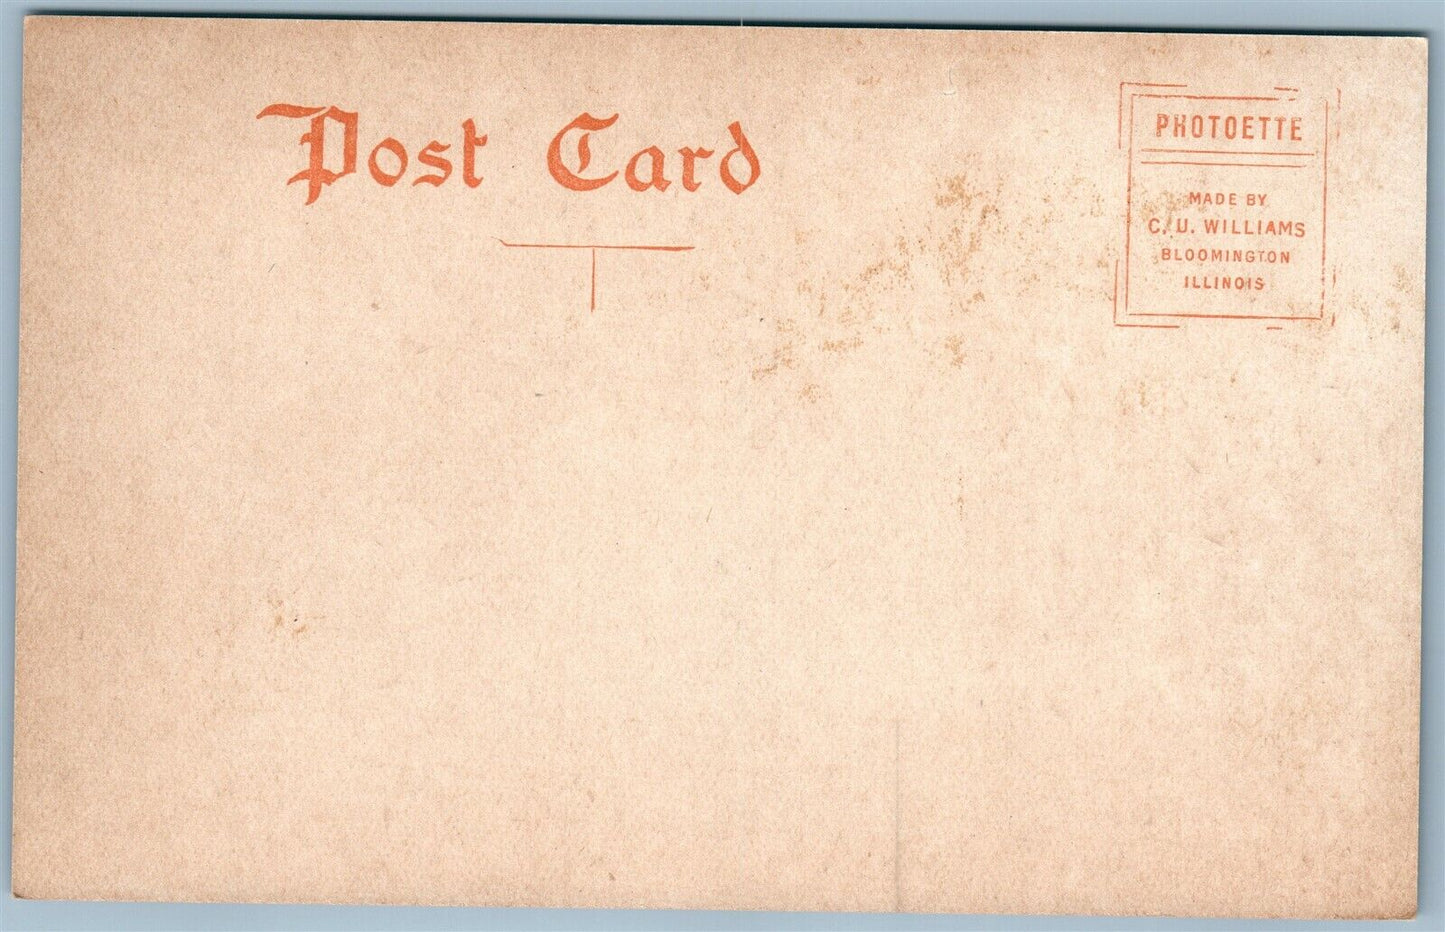 Post Card
PHOTOETTE
MADE BY
C. U. WILLIAMS
BLOOMINGTON
ILLINOIS